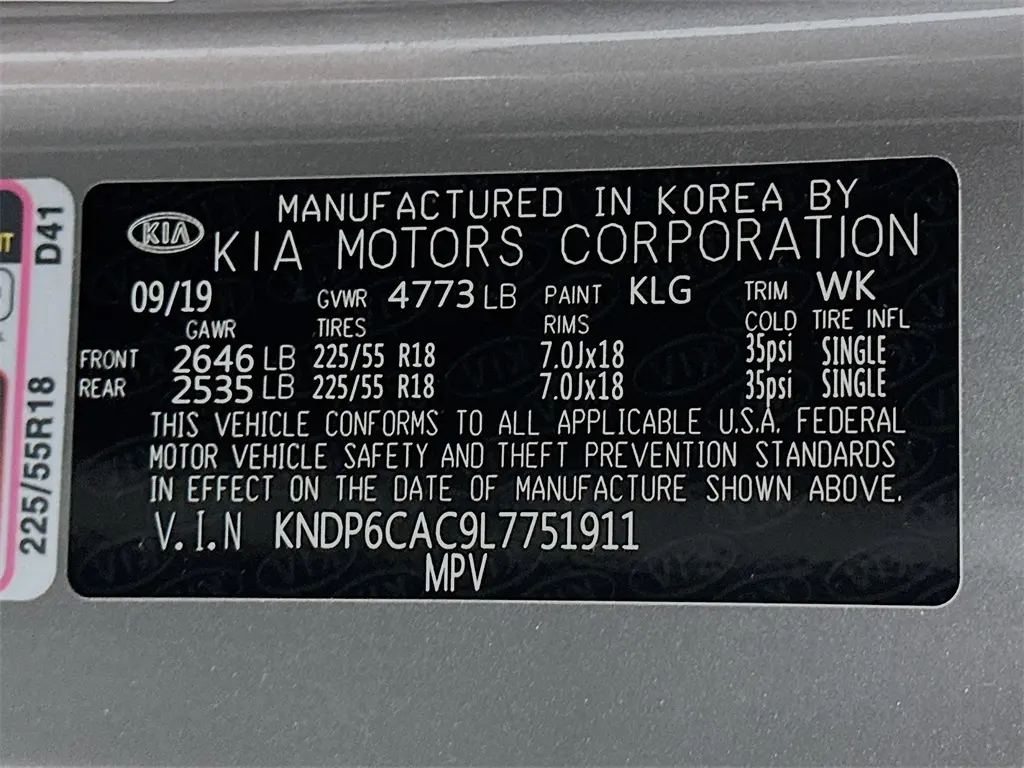 MANUFACTURED IN KOREA BY
KIA KIA MOTORS CORPORATION
09/19 GVWR 4773 LB PAINT KLG TRIM WK
GAWR TIRES RIMS COLD TIRE INFL
FRONT 2646 LB 225/55 R18 7.0Jx18 35psi SINGLE
REAR 2535 LB 225/55 R18 7.0Jx18 35psi SINGLE
THIS VEHICLE CONFORMS TO ALL APPLICABLE U.S.A. FEDERAL
MOTOR VEHICLE SAFETY AND THEFT PREVENTION STANDARDS
IN EFFECT ON THE DATE OF MANUFACTURE SHOWN ABOVE.
V.I.N KNDP6CAC9L7751911
MPV
225/55R18 D41